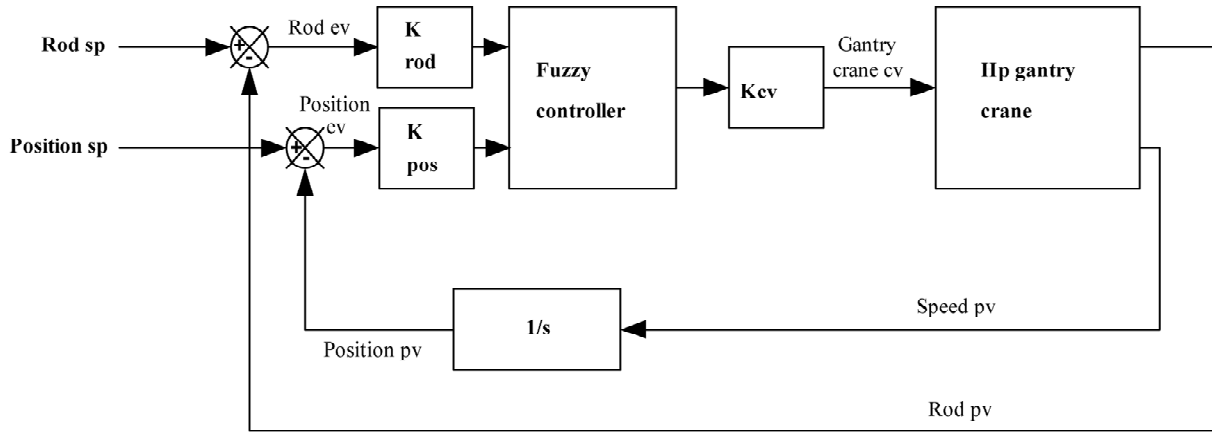 Rod sp
+
-
Rod ev
K
rod
Fuzzy
controller
Kcv
Gantry
crane cv
IIp gantry
crane
Position sp
+
-
Position
ev
K
pos
1/s
Speed pv
Position pv
Rod pv